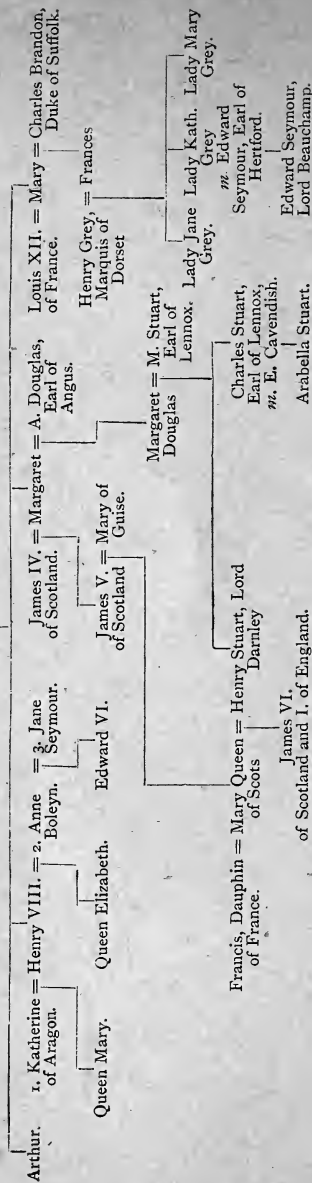 Arthur.
1. Katherine = Henry VIII. = 2. Anne = 3. Jane
of Aragon. Boleyn. Seymour.
Queen Mary.
Queen Elizabeth.
Edward VI.
James IV. = Margaret = A. Douglas,
of Scotland. Earl of
Angus.
James V. = Mary of
of Scotland Guise.
Margaret = M. Stuart,
Douglas Earl of
Lennox.
Louis XII. = Mary = Charles Brandon,
of France. Duke of Suffolk.
Henry Grey, = Frances
Marquis of
Dorset
Lady Jane Lady Kath. Lady Mary
Grey. Grey Grey.
m. Edward
Seymour, Earl of
Hertford.
Edward Seymour,
Lord Beauchamp.
Francis, Dauphin = Mary Queen = Henry Stuart, Lord
of France. of Scots Darnley
Charles Stuart,
Earl of Lennox,
m. E. Cavendish.
Arabella Stuart.
James VI.
of Scotland and I. of England.